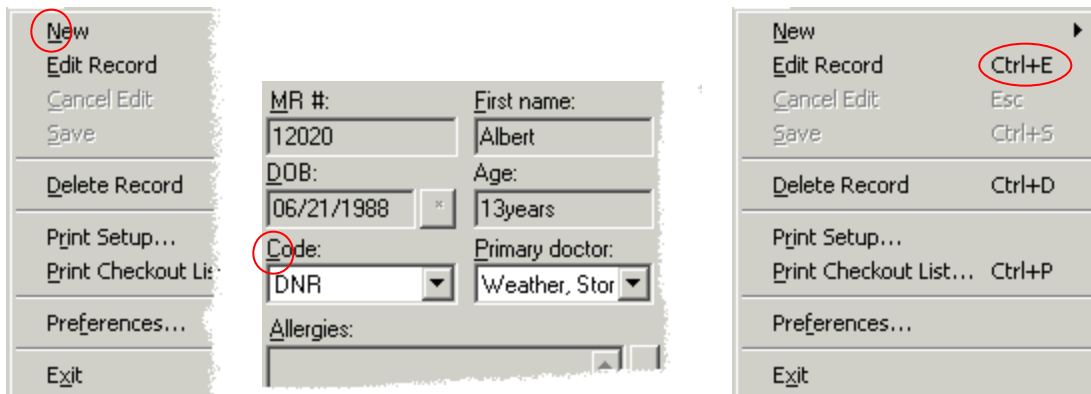 New
Edit Record
Cancel Edit
Save
Delete Record
Print Setup...
Print Checkout Lis
Preferences...
Exit
MR #: First name:
12020 Albert
DOB: Age:
06/21/1988 13years
Code: Primary doctor:
DNR Weather, Stor
Allergies:
New
Edit Record Ctrl+E
Cancel Edit Esc
Save Ctrl+S
Delete Record Ctrl+D
Print Setup...
Print Checkout List... Ctrl+P
Preferences...
Exit